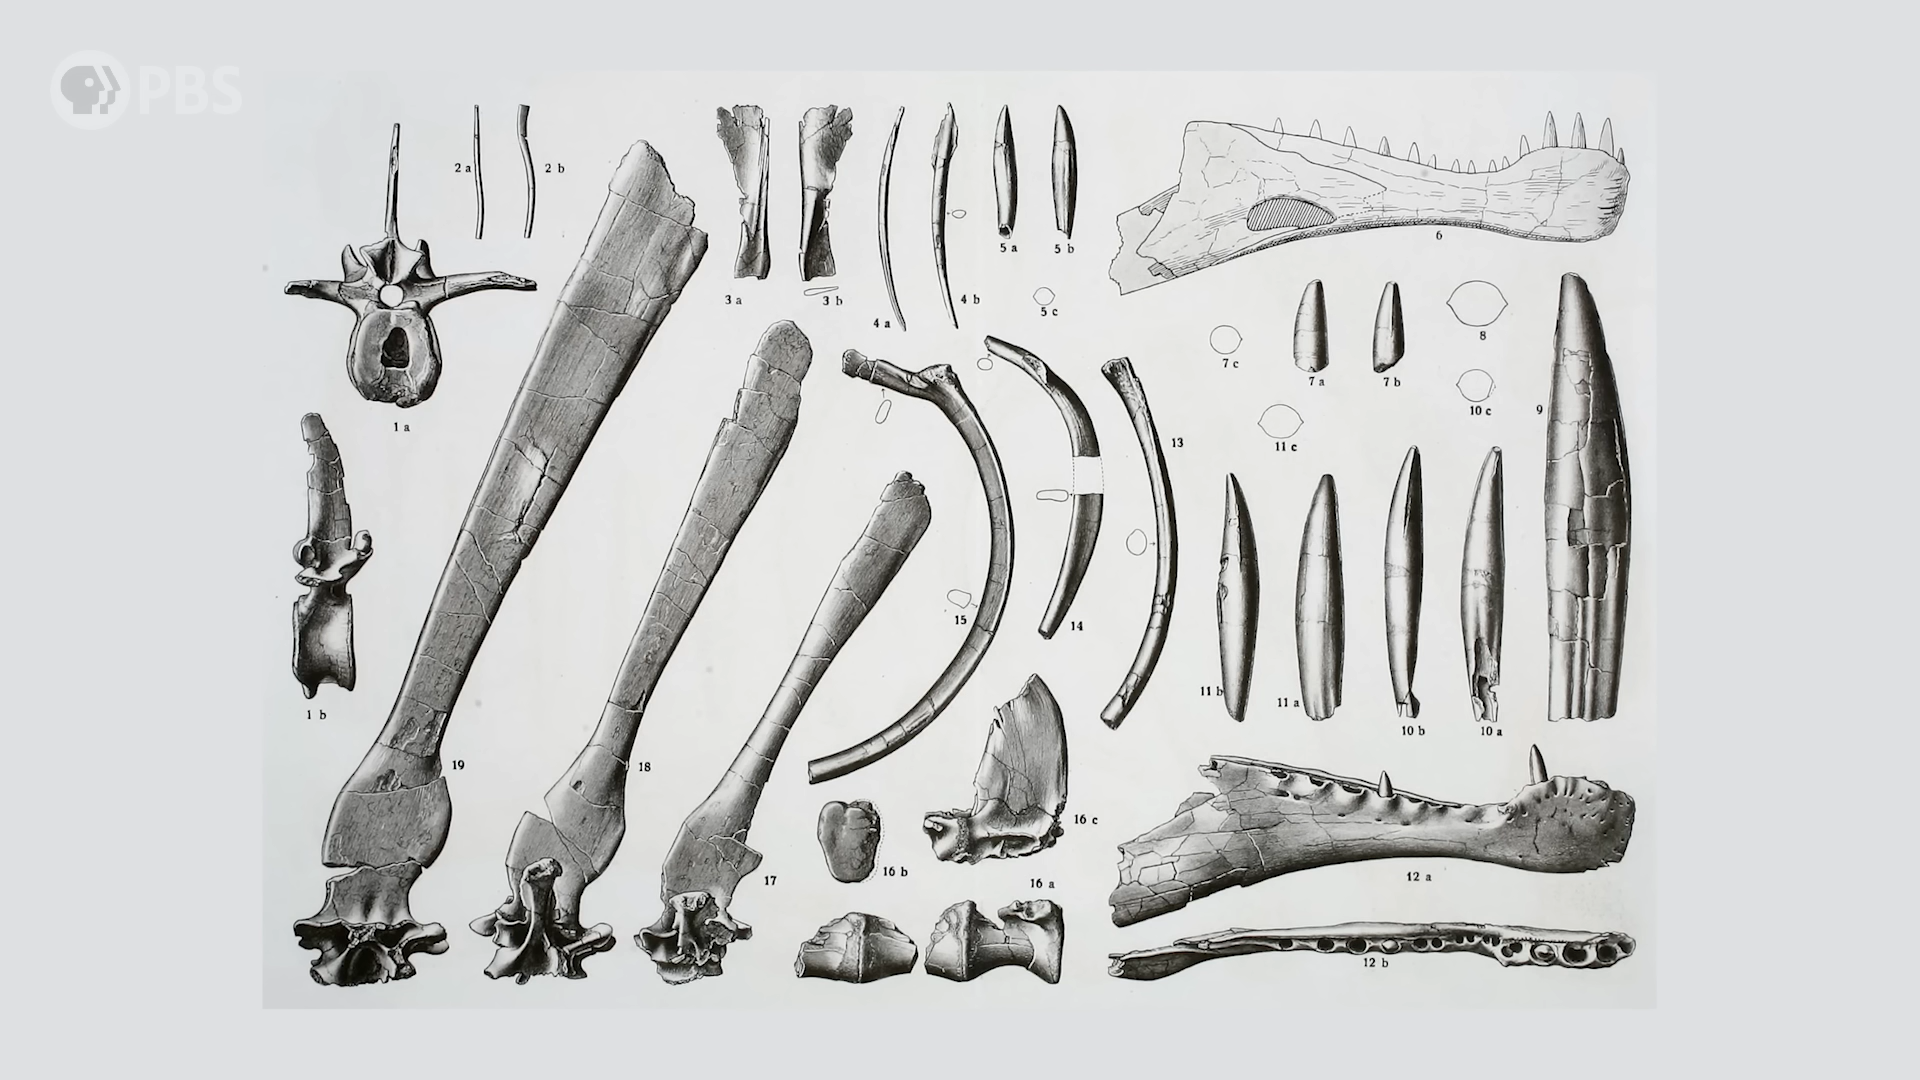 PBS
2 a
2 b
3 a
3 b
4 a
4 b
5 a
5 b
5 c
6
1 a
7 c
7 a
7 b
8
10 c
9
11 c
13
1 b
15
14
11 b
11 a
10 b
10 a
19
18
17
16 b
16 c
16 a
12 a
12 b